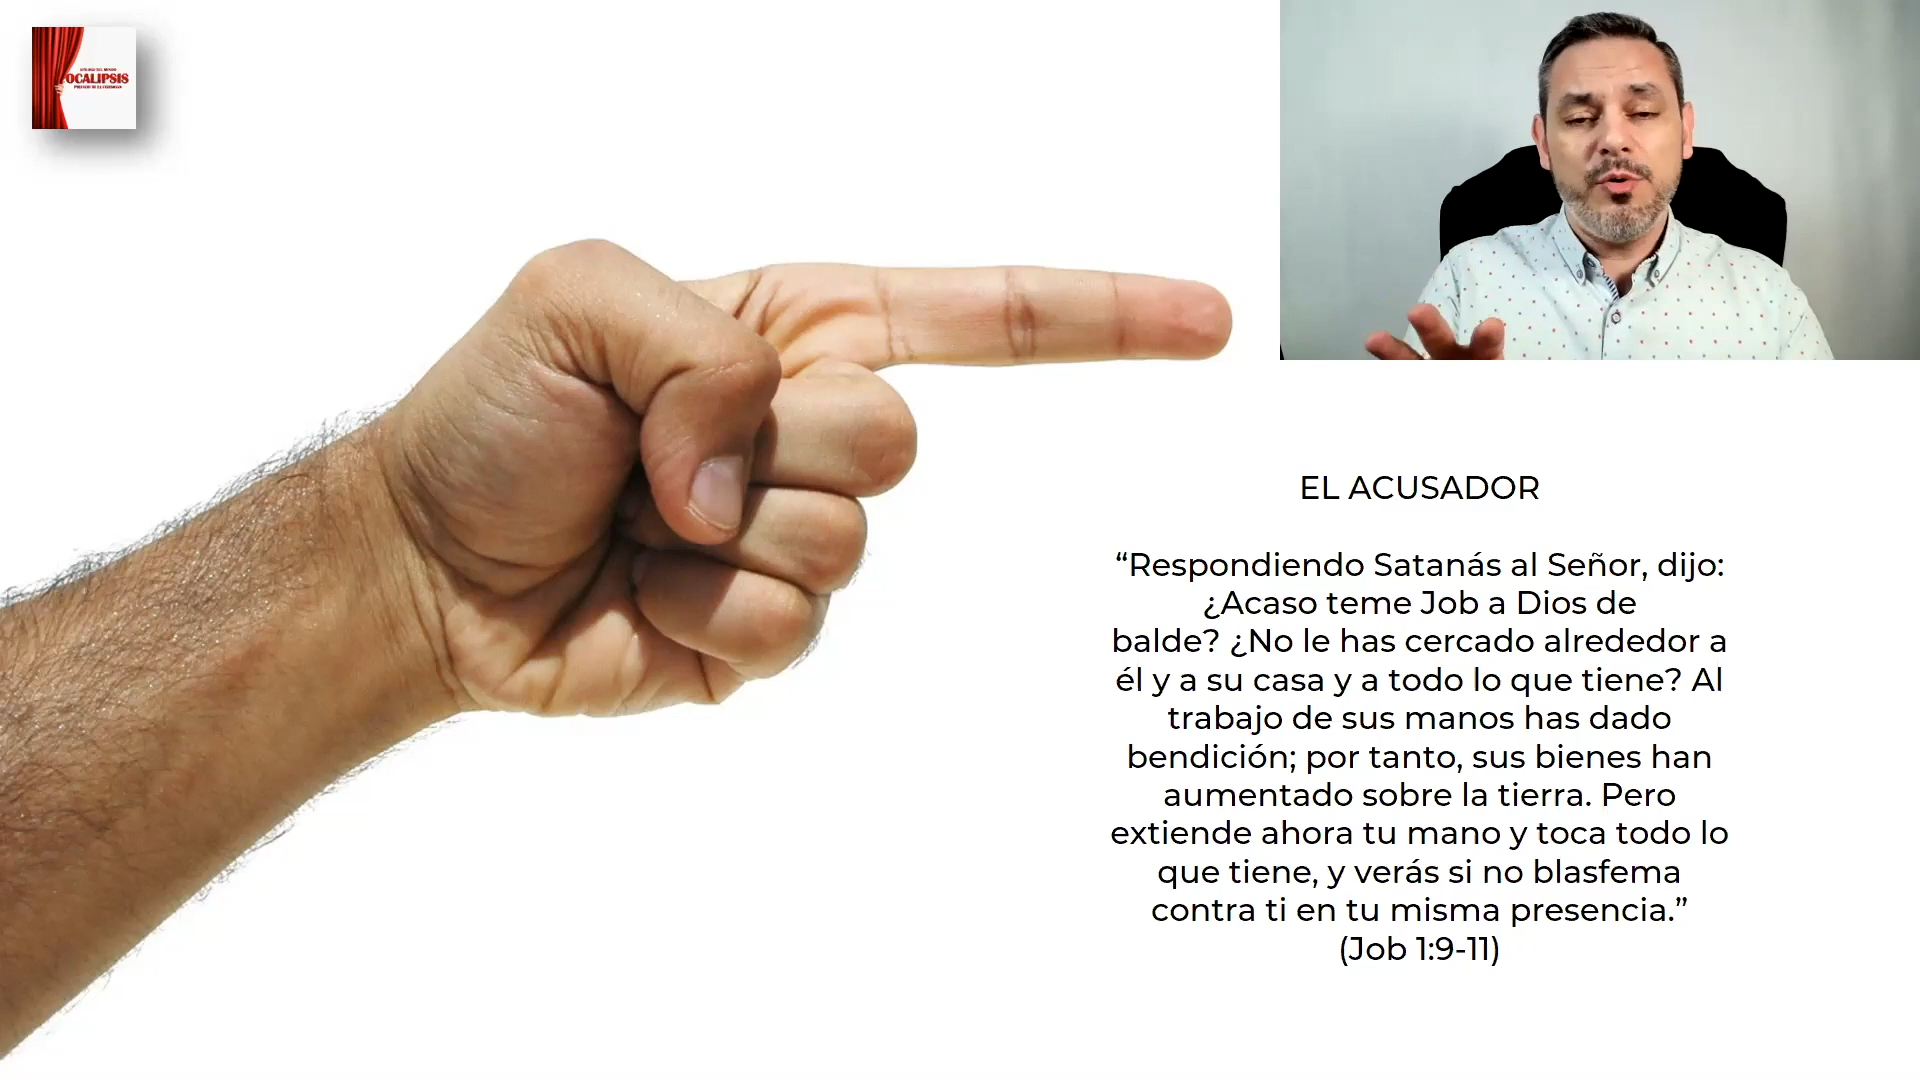 OCALIPSIS
EL ACUSADOR
“Respondiendo Satanás al Señor, dijo:
¿Acaso teme Job a Dios de
balde? ¿No le has cercado alrededor a
él y a su casa y a todo lo que tiene? Al
trabajo de sus manos has dado
bendición; por tanto, sus bienes han
aumentado sobre la tierra. Pero
extiende ahora tu mano y toca todo lo
que tiene, y verás si no blasfema
contra ti en tu misma presencia.”
(Job 1:9-11)